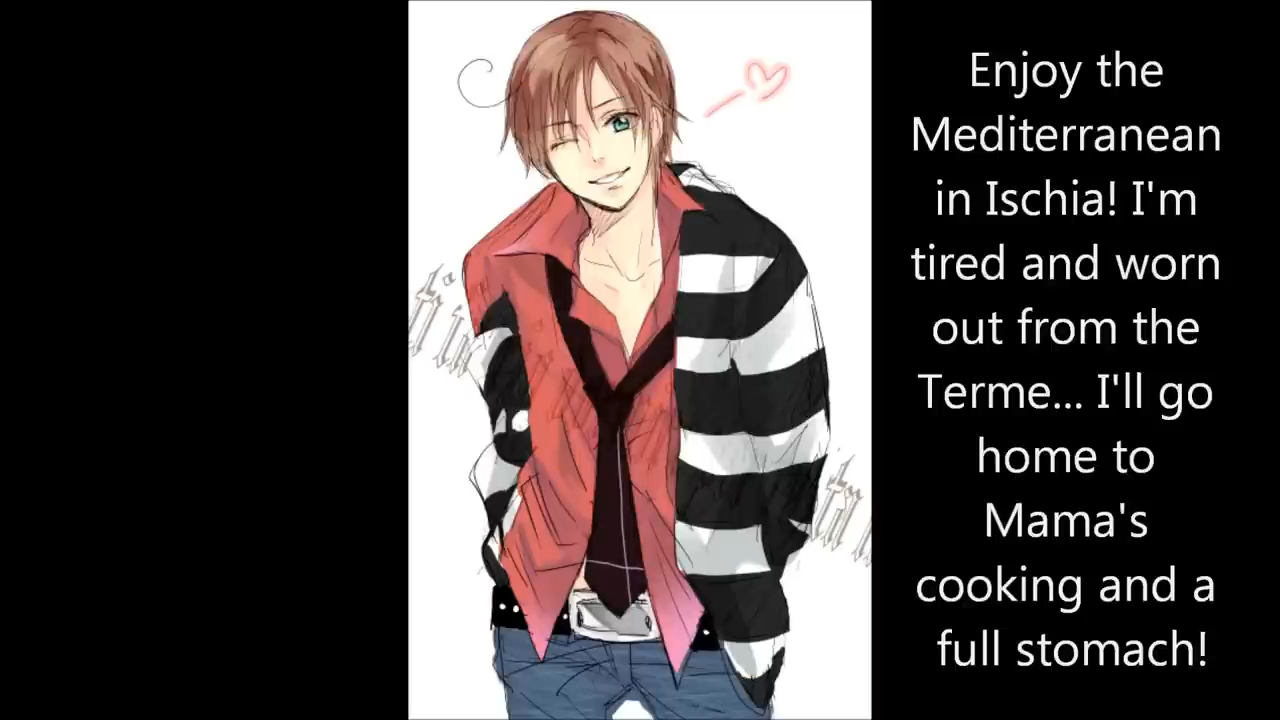 Enjoy the
Mediterranean
in Ischia! I'm
tired and worn
out from the
Terme... I'll go
home to
Mama's
cooking and a
full stomach!